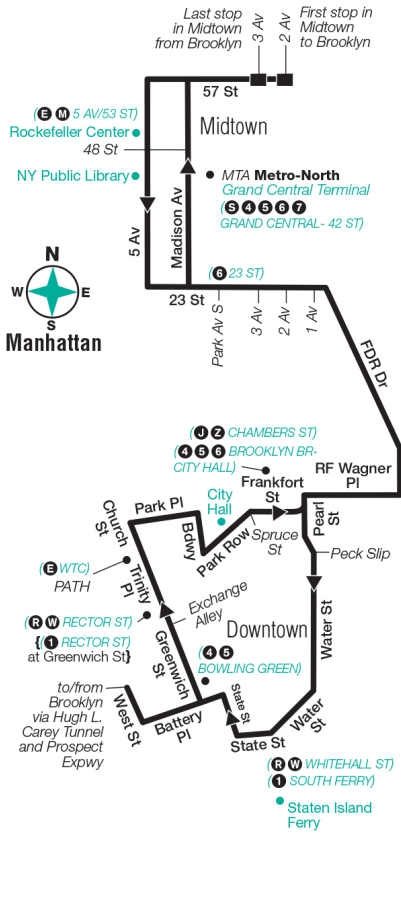 Last stop
in Midtown
from Brooklyn
3 Av
2 Av
First stop in
Midtown
to Brooklyn
57 St
(E M 5 AV/53 ST)
Rockefeller Center
Midtown
48 St
NY Public Library
MTA Metro-North
Grand Central Terminal
(S 4 5 6 7
GRAND CENTRAL- 42 ST)
5 Av
Madison Av
N
W E
S
Manhattan
(6 23 ST)
23 St
Park Av S
3 Av
2 Av
1 Av
FDR Dr
(J Z CHAMBERS ST)
(4 5 6 BROOKLYN BR-
CITY HALL)
Frankfort
St
RF Wagner
Pl
City
Hall
Park Pl
Church
St
Bdwy
Park Row
Spruce
St
Pearl
St
Peck Slip
(E WTC)
PATH
Trinity
Pl
Exchange
Alley
(R W RECTOR ST)
{(1 RECTOR ST)
at Greenwich St}
Greenwich
St
Downtown
Water St
(4 5
BOWLING GREEN)
to/from
Brooklyn
via Hugh L.
Carey Tunnel
and Prospect
Expwy
West St
Battery
Pl
State St
State St
Water
St
(R W WHITEHALL ST)
(1 SOUTH FERRY)
Staten Island
Ferry